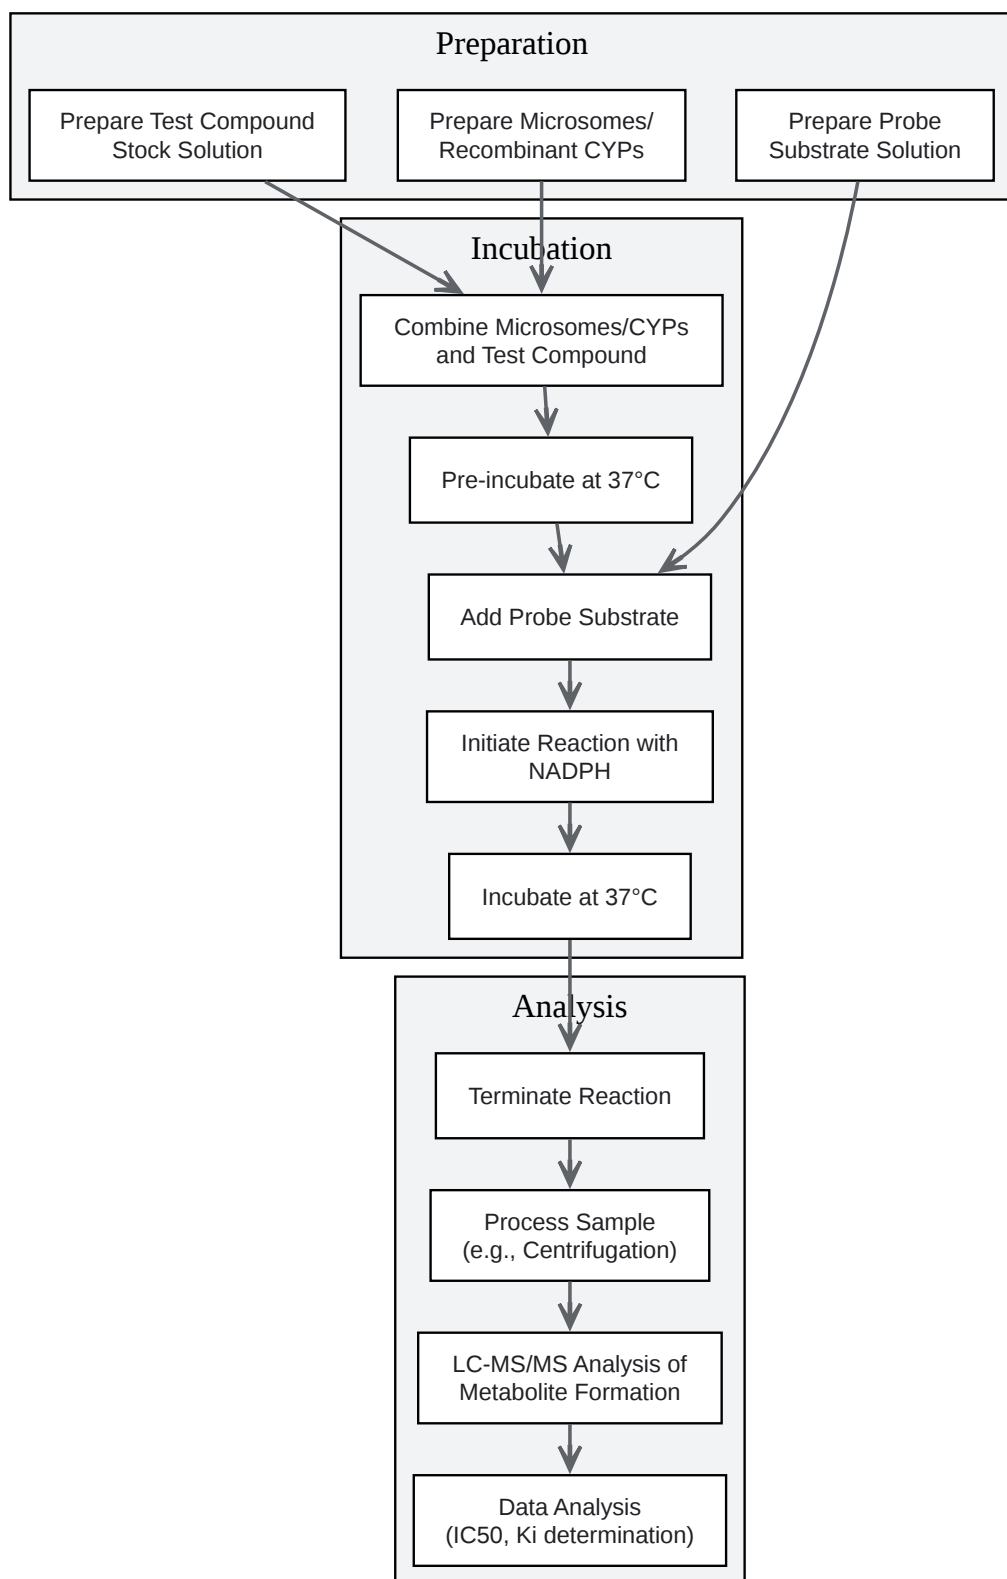 Preparation
Prepare Test Compound
Stock Solution
Prepare Microsomes/
Recombinant CYPs
Prepare Probe
Substrate Solution
Incubation
Combine Microsomes/CYPs
and Test Compound
Pre-incubate at 37°C
Add Probe Substrate
Initiate Reaction with
NADPH
Incubate at 37°C
Analysis
Terminate Reaction
Process Sample
(e.g., Centrifugation)
LC-MS/MS Analysis of
Metabolite Formation
Data Analysis
(IC50, Ki determination)